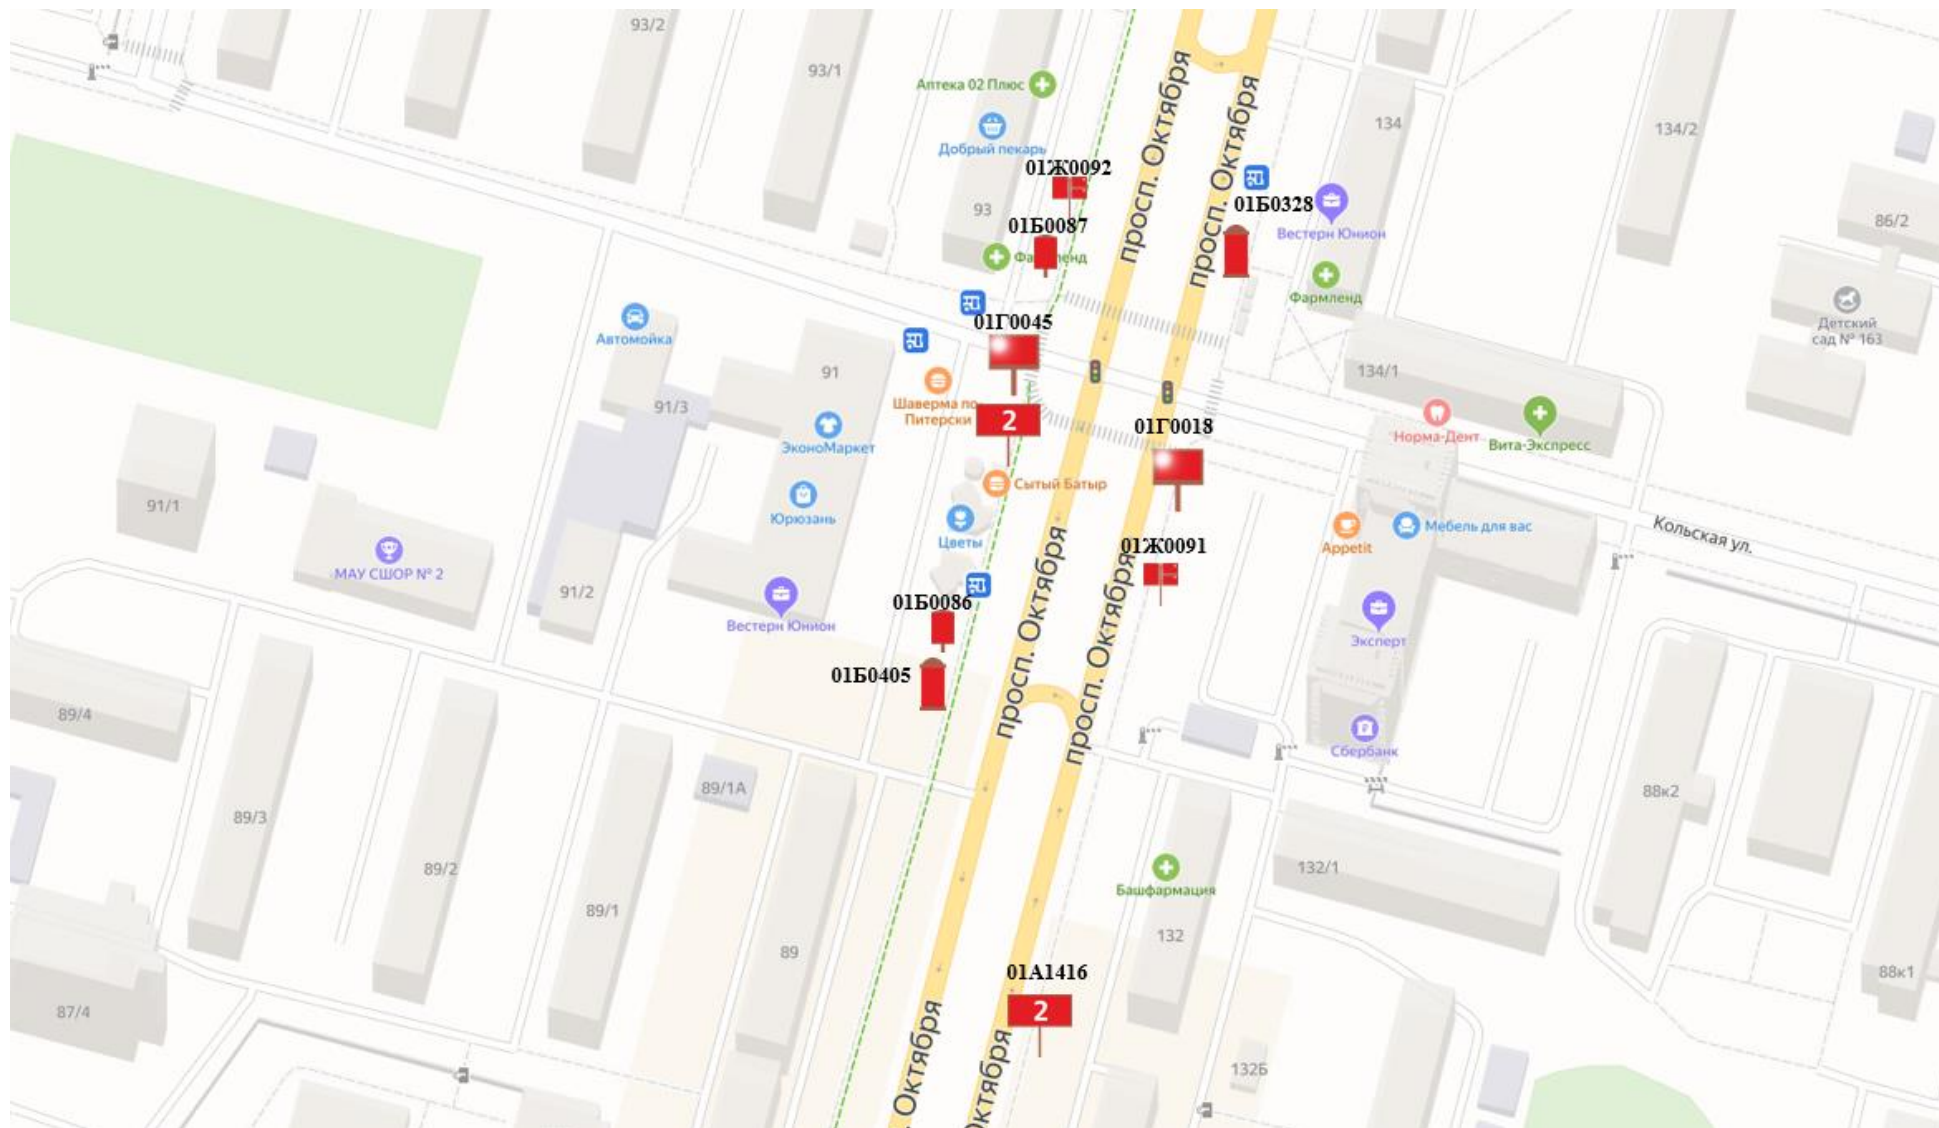 93/2
93/1
Аптека 02 Плюс
Добрый пекарь
93
01Ж0092
01Б0087
просп. Октября
просп. Октября
134
134/2
01Б0328
Вестерн Юнион
Фармленд
86/2
Детский
сад № 163
Автомойка
01Г0045
91
91/3
Шаверма по-
Питерски
2
01Г0018
134/1
Норма-Дент
Вита-Экспресс
ЭконоМаркет
Юрюзань
Сытый Батыр
91/1
МАУ СШОР № 2
Цветы
01Ж0091
Appetit
Мебель для вас
Кольская ул.
91/2
Вестерн Юнион
01Б0086
просп. Октября
просп. Октября
Эксперт
01Б0405
89/4
Сбербанк
89/3
89/1А
88к2
89/2
Башфармация
132/1
89/1
89
132
01А1416
2
88к1
87/4
132Б
Октября
Октября